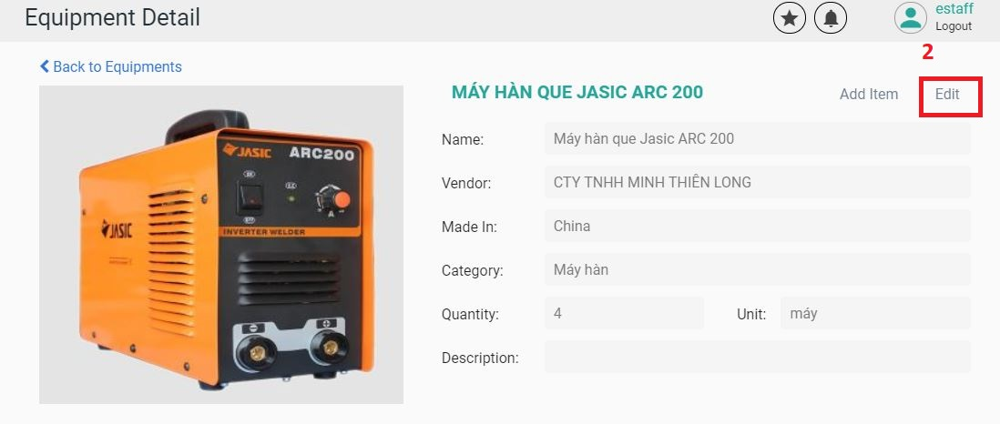 Equipment Detail
estaff
Logout
2
Back to Equipments
MÁY HÀN QUE JASIC ARC 200
Add Item
Edit
JASIC ARC200
A
INVERTER WELDER
JASIC
Name: Máy hàn que Jasic ARC 200
Vendor: CTY TNHH MINH THIÊN LONG
Made In: China
Category: Máy hàn
Quantity: 4 Unit: máy
Description: